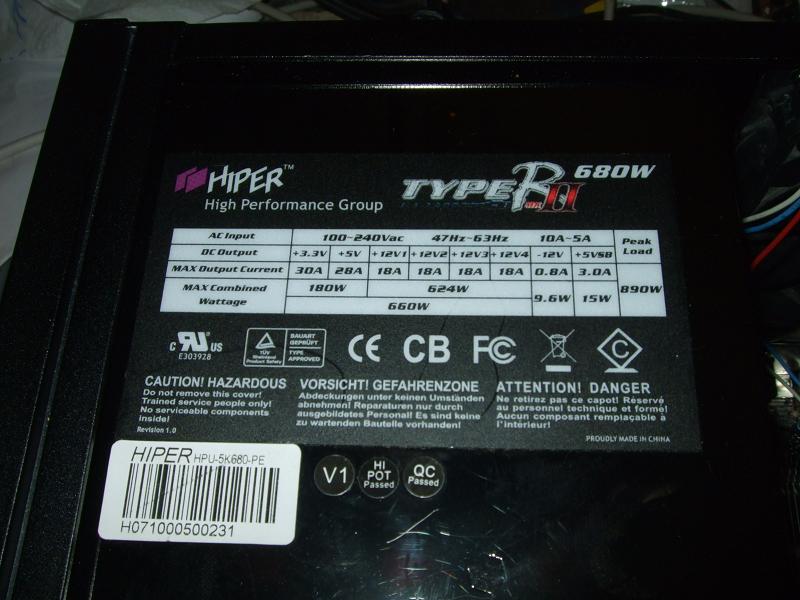 HIPER™
High Performance Group
TYPE R MKII 680W
AC Input 100~240Vac 47Hz~63Hz 10A~5A Peak Load
DC Output +3.3V +5V +12V1 +12V2 +12V3 +12V4 -12V +5VSB
MAX Output Current 30A 28A 18A 18A 18A 18A 0.8A 3.0A
MAX Combined Wattage 180W 624W 9.6W 15W 890W
660W
C UR US
E303928
TÜV
Rheinland
Product Safety
BAUART
GEPRÜFT
TYPE
APPROVED
CE CB FC C
CAUTION! HAZARDOUS
Do not remove this cover!
Trained service people only!
No serviceable components
inside!
Revision 1.0
VORSICHT! GEFAHRENZONE
Abdeckungen unter keinen Umständen
abnehmen! Reparaturen nur durch
ausgebildetes Personal! Es sind keine
zu wartenden Bauteile vorhanden!
ATTENTION! DANGER
Ne retirez pas ce capot! Réservé
au personnel technique et formé!
Aucun composant remplaçable à
l'intérieur!
PROUDLY MADE IN CHINA
HIPER HPU-5K680-PE
H071000500231
V1
HI
POT
Passed
QC
Passed